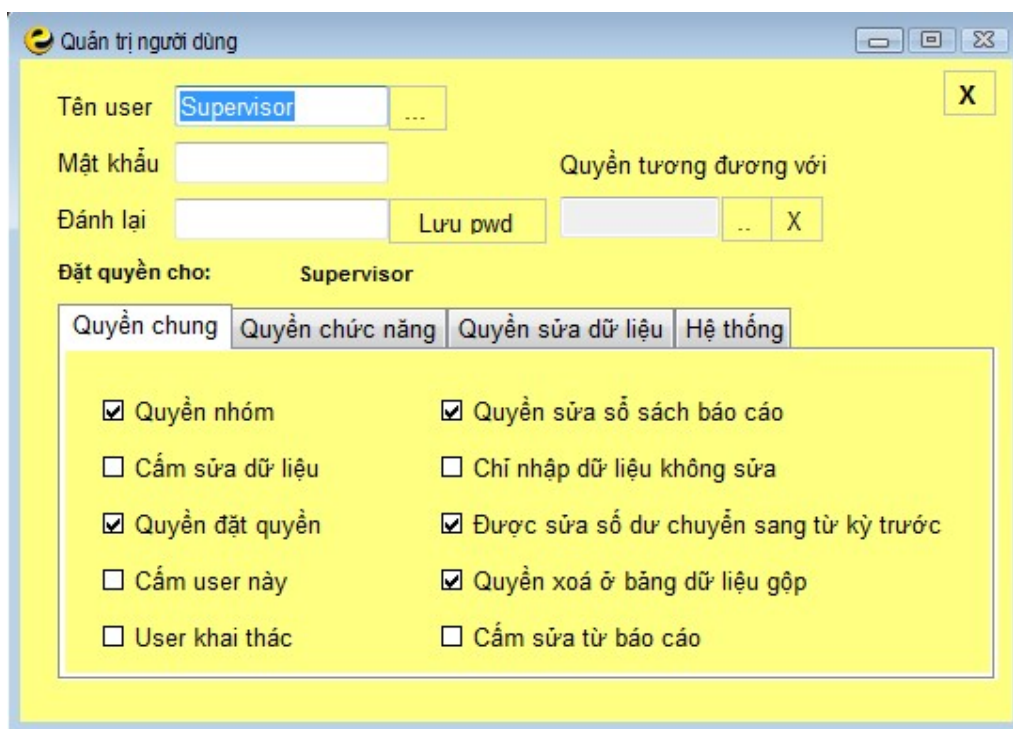 Quản trị người dùng
X
Tên user Supervisor ...
Mật khẩu Quyền tương đương với
Đánh lại Lưu pwd .. X
Đặt quyền cho: Supervisor
Quyền chung Quyền chức năng Quyền sửa dữ liệu Hệ thống
Quyền nhóm Quyền sửa sổ sách báo cáo
Cấm sửa dữ liệu Chỉ nhập dữ liệu không sửa
Quyền đặt quyền Được sửa số dư chuyển sang từ kỳ trước
Cấm user này Quyền xoá ở bảng dữ liệu gộp
User khai thác Cấm sửa từ báo cáo